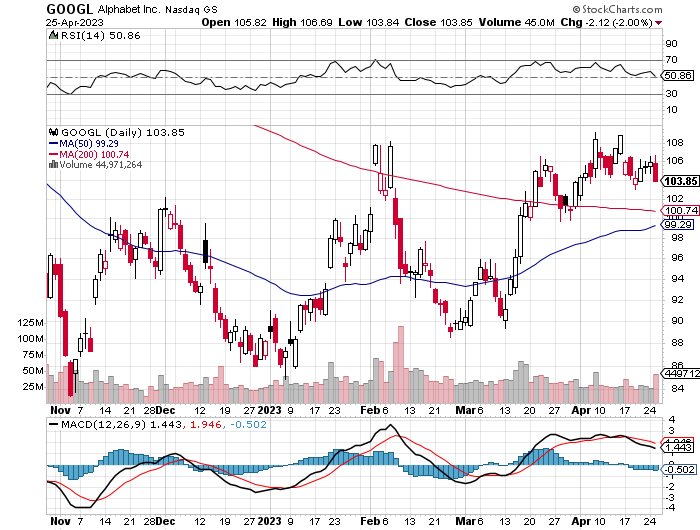 GOOGL Alphabet Inc. Nasdaq GS © StockCharts.com
25-Apr-2023 Open 105.82 High 106.69 Low 103.84 Close 103.85 Volume 45.0M Chg -2.12 (-2.00%)
RSI(14) 50.86
90
70
50.86
30
10
GOOGL (Daily) 103.85
MA(50) 99.29
MA(200) 100.74
Volume 44,971,264
108
106
103.85
102
100.74
99.29
98
96
94
92
90
88
86
84
125M
100M
75M
50M
25M
449712
Nov 7 14 21 28 Dec 12 19 27 2023 9 17 23 Feb 6 13 21 Mar 6 13 20 27 Apr 10 17 24
MACD(12,26,9) 1.443, 1.946, -0.502
4
3
1.443
-0.502
-1
-2
-3
-4
Nov 7 14 21 28 Dec 12 19 27 2023 9 17 23 Feb 6 13 21 Mar 6 13 20 27 Apr 10 17 24